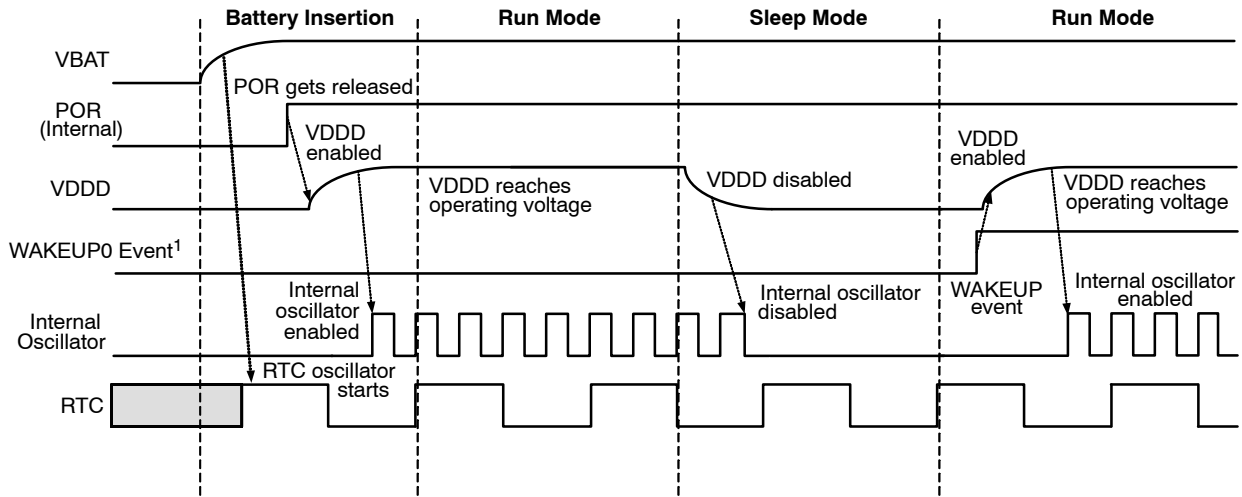 Battery Insertion
Run Mode
Sleep Mode
Run Mode
VBAT
POR gets released
POR
(Internal)
VDDD
enabled
VDDD
enabled
VDDD
VDDD reaches
operating voltage
VDDD disabled
VDDD reaches
operating voltage
WAKEUP0 Event1
Internal
oscillator
enabled
Internal oscillator
disabled
WAKEUP
event
Internal oscillator
enabled
Internal
Oscillator
RTC oscillator
starts
RTC